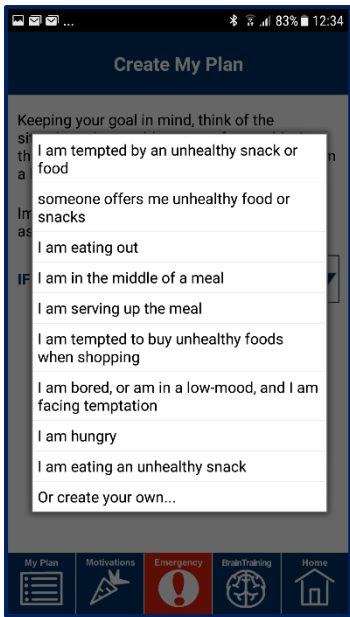 ... 83% 12:34
Create My Plan
Keeping your goal in mind, think of the
I am tempted by an unhealthy snack or
food
someone offers me unhealthy food or
snacks
I am eating out
I am in the middle of a meal
IF
I am serving up the meal
I am tempted to buy unhealthy foods
when shopping
I am bored, or am in a low-mood, and I am
facing temptation
I am hungry
I am eating an unhealthy snack
Or create your own...
My Plan Motivations Emergency BrainTraining Home